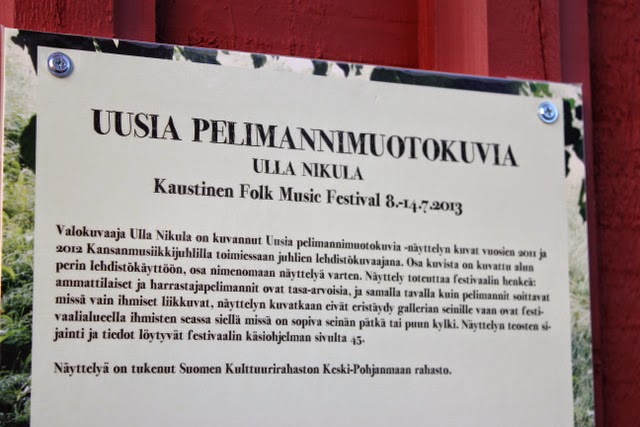 UUSIA PELIMANNIMUOTOKUVIA
ULLA NIKULA
Kaustinen Folk Music Festival 8.-14.7.2013
Valokuvaaja Ulla Nikula on kuvannut Uusia pelimannimuotokuvia -näyttelyn kuvat vuosien 2011 ja
2012 Kansanmusiikkijuhlilla toimiessaan juhlien lehdistökuvaajana. Osa kuvista on kuvattu alun
perin lehdistökäyttöön, osa nimenomaan näyttelyä varten. Näyttely toteuttaa festivaalin henkeä:
ammattilaiset ja harrastajapelimannit ovat tasa-arvoisia, ja samalla tavalla kuin pelimannit soittavat
missä vain ihmiset liikkuvat, näyttelyn kuvatkaan eivät eristäydy gallerian seinille vaan ovat festi-
vaalialueella ihmisten seassa siellä missä on sopiva seinän pätkä tai puun kylki. Näyttelyn teosten si-
jainti ja tiedot löytyvät festivaalin käsiohjelman sivulta 45.
Näyttelyä on tukenut Suomen Kulttuurirahaston Keski-Pohjanmaan rahasto.